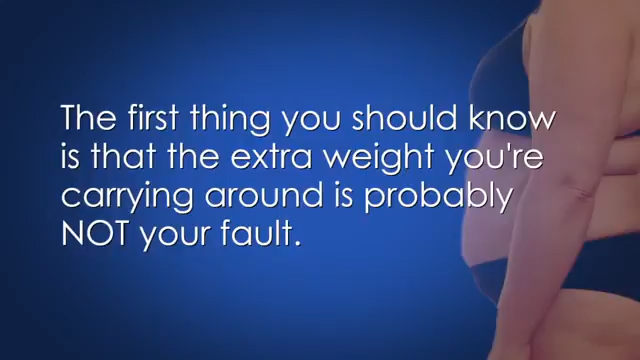 The first thing you should know
is that the extra weight you're
carrying around is probably
NOT your fault.